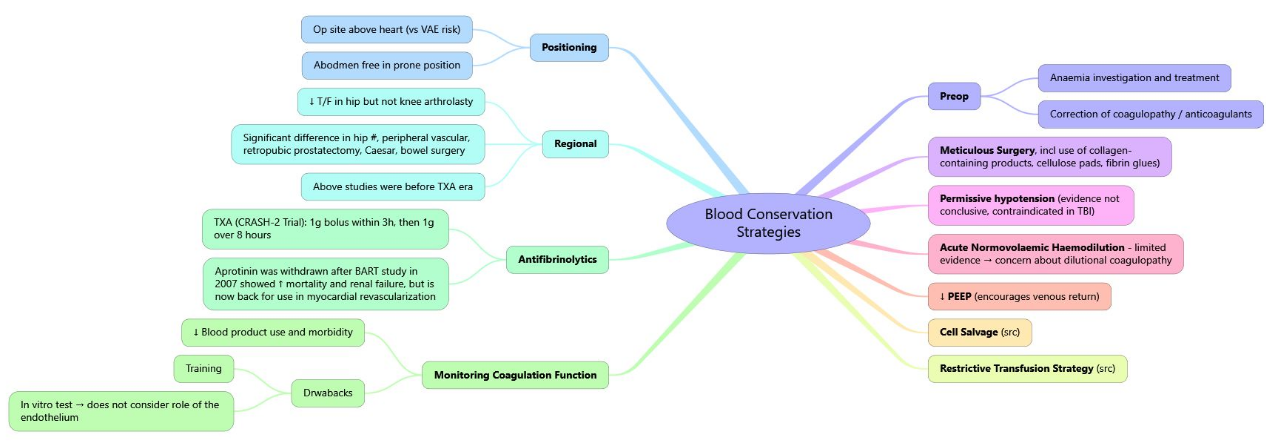 Blood Conservation
Strategies
Positioning
Op site above heart (vs VAE risk)
Abodmen free in prone position
Regional
↓ T/F in hip but not knee arthrolasty
Significant difference in hip #, peripheral vascular,
retropubic prostatectomy, Caesar, bowel surgery
Above studies were before TXA era
Antifibrinolytics
TXA (CRASH-2 Trial): 1g bolus within 3h, then 1g
over 8 hours
Aprotinin was withdrawn after BART study in
2007 showed ↑ mortality and renal failure, but is
now back for use in myocardial revascularization
Monitoring Coagulation Function
↓ Blood product use and morbidity
Drwabacks
Training
In vitro test → does not consider role of the
endothelium
Preop
Anaemia investigation and treatment
Correction of coagulopathy / anticoagulants
Meticulous Surgery, incl use of collagen-
containing products, cellulose pads, fibrin glues)
Permissive hypotension (evidence not
conclusive, contraindicated in TBI)
Acute Normovolaemic Haemodilution - limited
evidence → concern about dilutional coagulopathy
↓ PEEP (encourages venous return)
Cell Salvage (src)
Restrictive Transfusion Strategy (src)